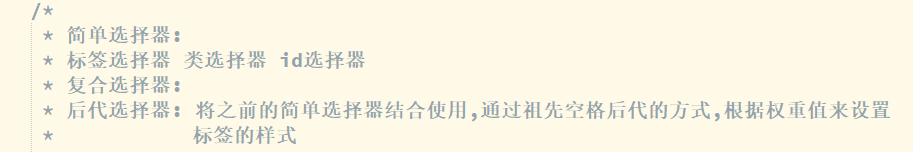 /*
* 简单选择器:
* 标签选择器 类选择器 id选择器
* 复合选择器:
* 后代选择器: 将之前的简单选择器结合使用,通过祖先空格后代的方式,根据权重值来设置
* 标签的样式